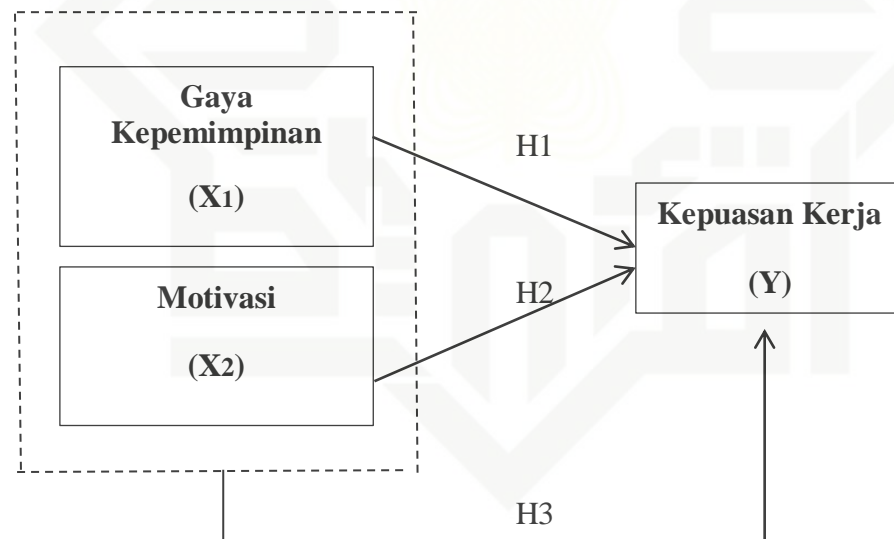 Gaya
Kepemimpinan
(X1)
H1
Kepuasan Kerja
(Y)
Motivasi
(X2)
H2
H3